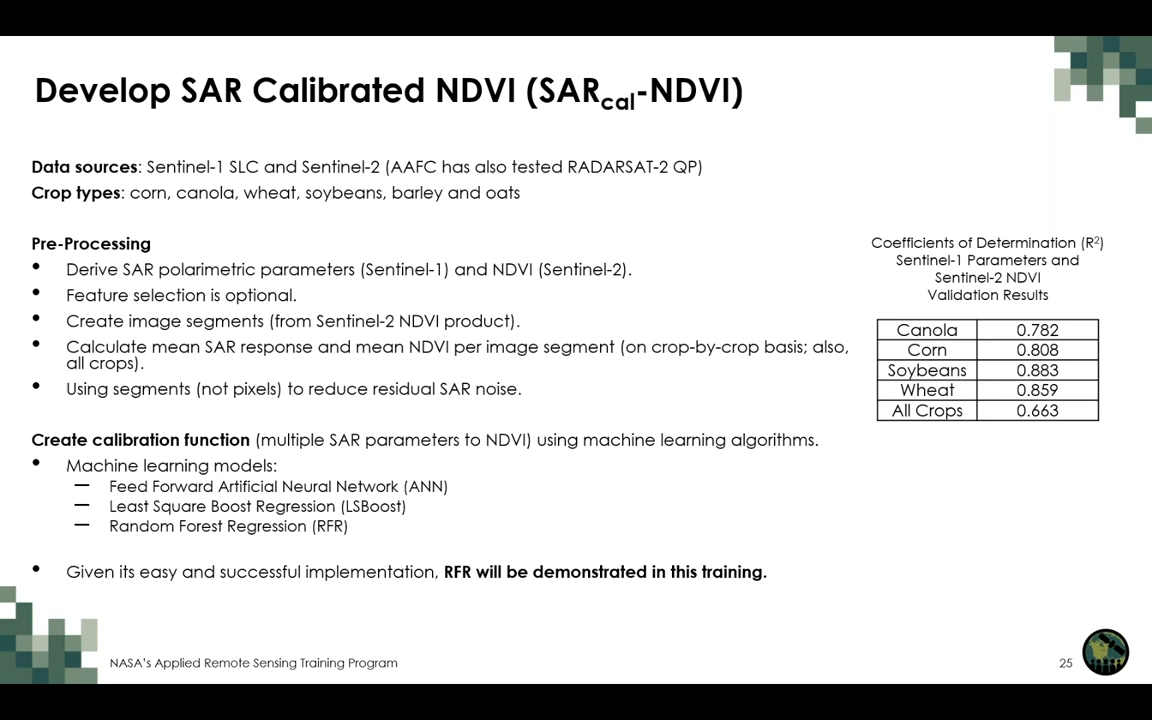 Develop SAR Calibrated NDVI (SARcal-NDVI)
Data sources: Sentinel-1 SLC and Sentinel-2 (AAFC has also tested RADARSAT-2 QP)
Crop types: corn, canola, wheat, soybeans, barley and oats
Pre-Processing
• Derive SAR polarimetric parameters (Sentinel-1) and NDVI (Sentinel-2).
• Feature selection is optional.
• Create image segments (from Sentinel-2 NDVI product).
• Calculate mean SAR response and mean NDVI per image segment (on crop-by-crop basis; also,
all crops).
• Using segments (not pixels) to reduce residual SAR noise.
Create calibration function (multiple SAR parameters to NDVI) using machine learning algorithms.
• Machine learning models:
— Feed Forward Artificial Neural Network (ANN)
— Least Square Boost Regression (LSBoost)
— Random Forest Regression (RFR)
• Given its easy and successful implementation, RFR will be demonstrated in this training.
Coefficients of Determination (R²)
Sentinel-1 Parameters and
Sentinel-2 NDVI
Validation Results
Canola 0.782
Corn 0.808
Soybeans 0.883
Wheat 0.859
All Crops 0.663
NASA's Applied Remote Sensing Training Program
25